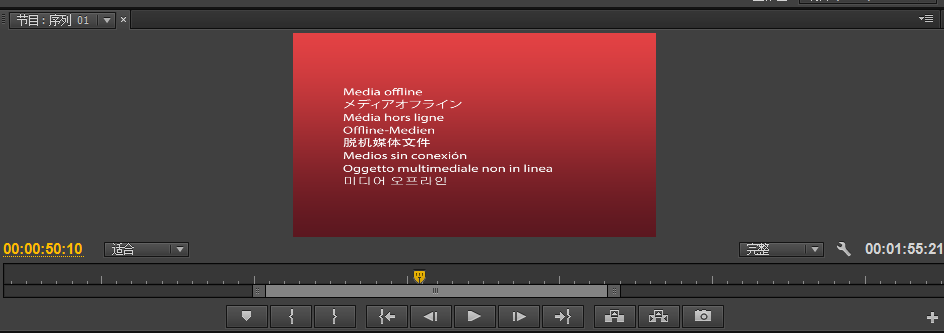 节目：序列 01
Media offline
メディアオフライン
Média hors ligne
Offline-Medien
脱机媒体文件
Medios sin conexión
Oggetto multimediale non in linea
미디어 오프라인
00:00:50:10 适合 完整 00:01:55:21